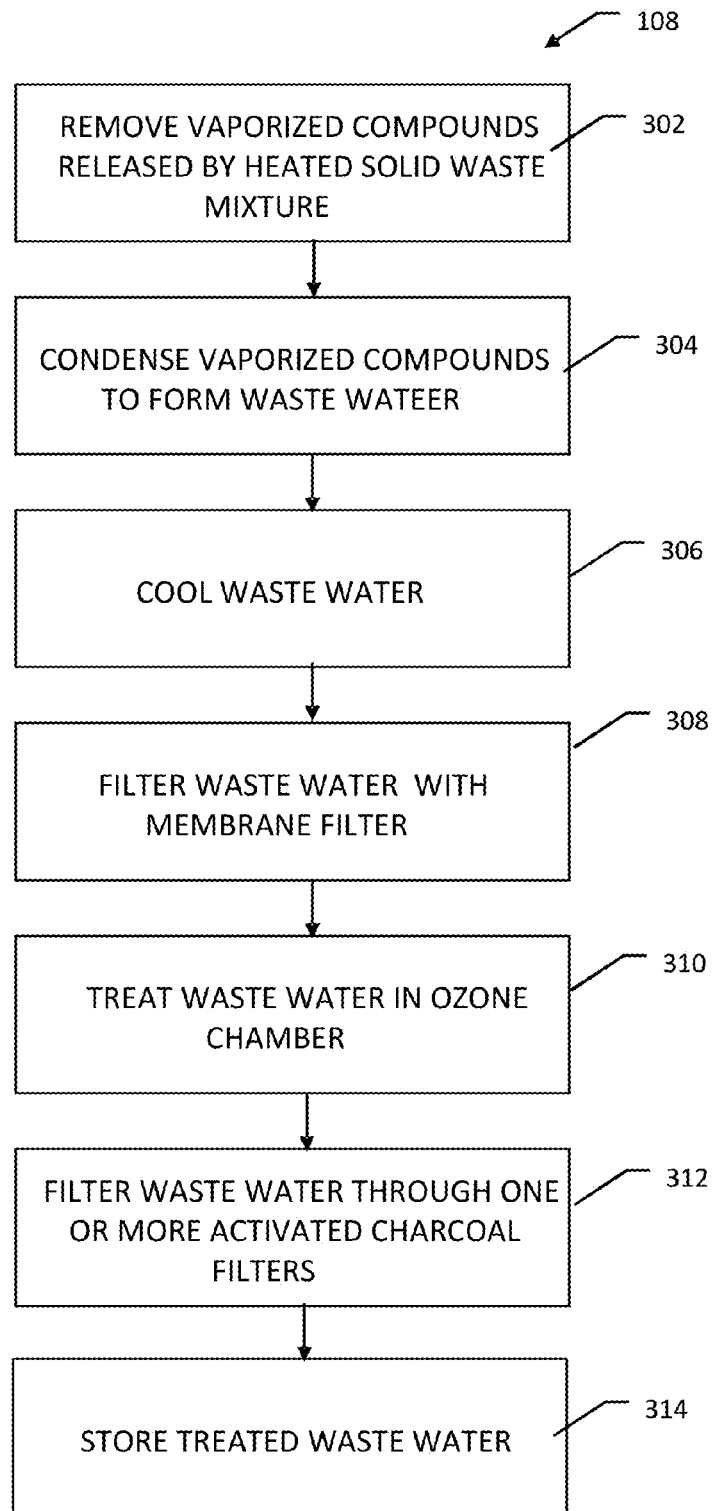 108
REMOVE VAPORIZED COMPOUNDS
RELEASED BY HEATED SOLID WASTE
MIXTURE
302
CONDENSE VAPORIZED COMPOUNDS
TO FORM WASTE WATEER
304
COOL WASTE WATER
306
FILTER WASTE WATER WITH
MEMBRANE FILTER
308
TREAT WASTE WATER IN OZONE
CHAMBER
310
FILTER WASTE WATER THROUGH ONE
OR MORE ACTIVATED CHARCOAL
FILTERS
312
STORE TREATED WASTE WATER
314